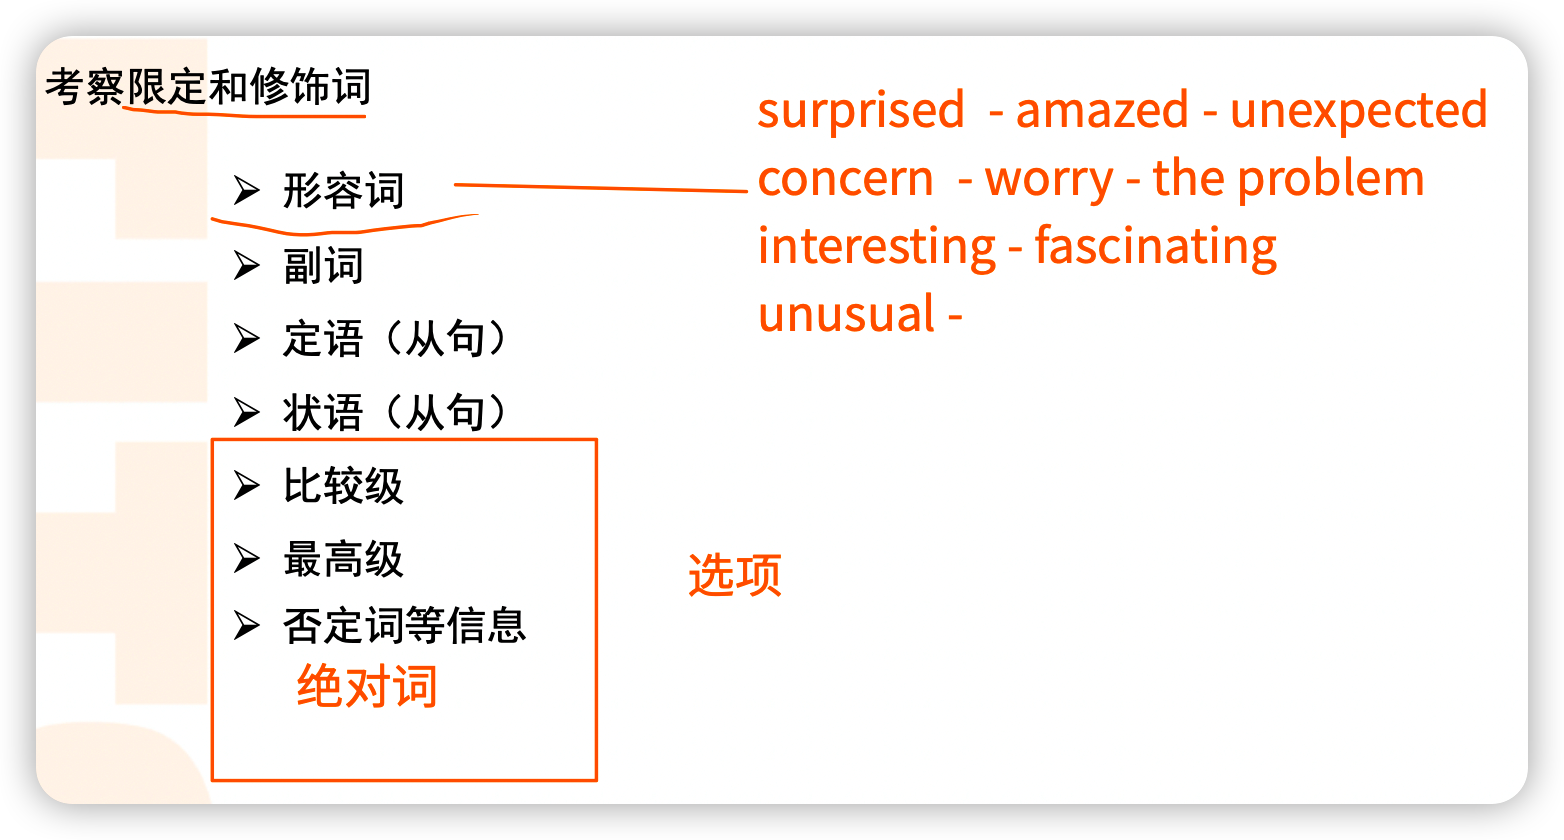 考察限定和修饰词
形容词
副词
定语（从句）
状语（从句）
比较级
最高级
否定词等信息
绝对词
surprised - amazed - unexpected
concern - worry - the problem
interesting - fascinating
unusual -
选项